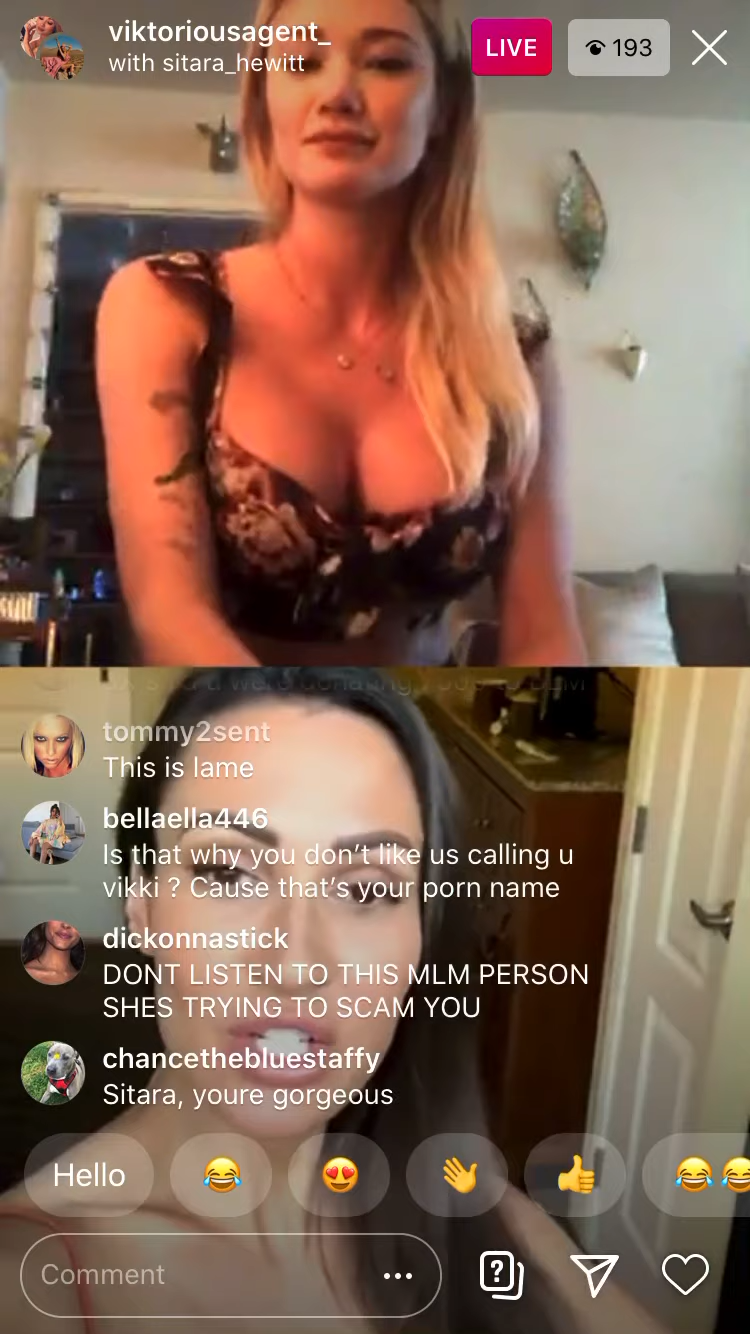 viktoriousagent_
with sitara_hewitt
LIVE
193
tommy2sent
This is lame
bellaella446
Is that why you don’t like us calling u
vikki ? Cause that’s your porn name
dickonnastick
DONT LISTEN TO THIS MLM PERSON
SHES TRYING TO SCAM YOU
chancethebluestaffy
Sitara, youre gorgeous
Hello 😂 😍 👋 👍 😂 😂
Comment